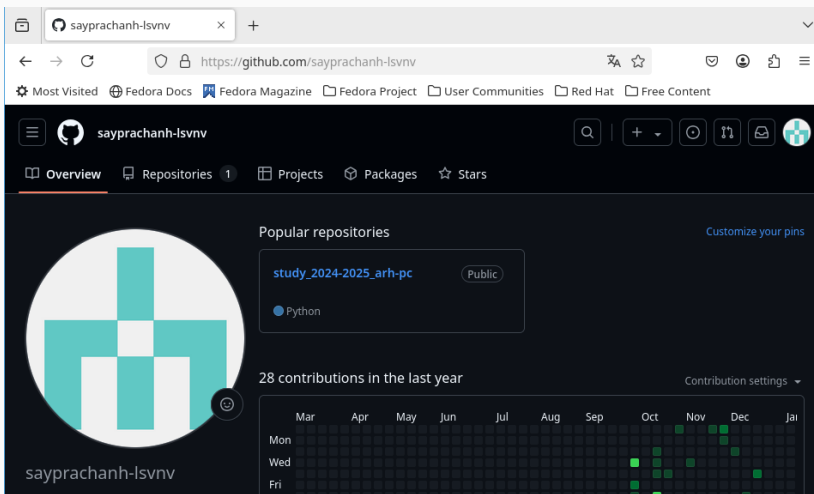 sayprachanh-lsvnv
https://github.com/sayprachanh-lsvnv
Most Visited Fedora Docs Fedora Magazine Fedora Project User Communities Red Hat Free Content
sayprachanh-lsvnv
Overview Repositories 1 Projects Packages Stars
Popular repositories Customize your pins
study_2024-2025_arh-pc Public
Python
28 contributions in the last year Contribution settings
Mar Apr May Jun Jul Aug Sep Oct Nov Dec Jan
Mon
Wed
Fri
sayprachanh-lsvnv